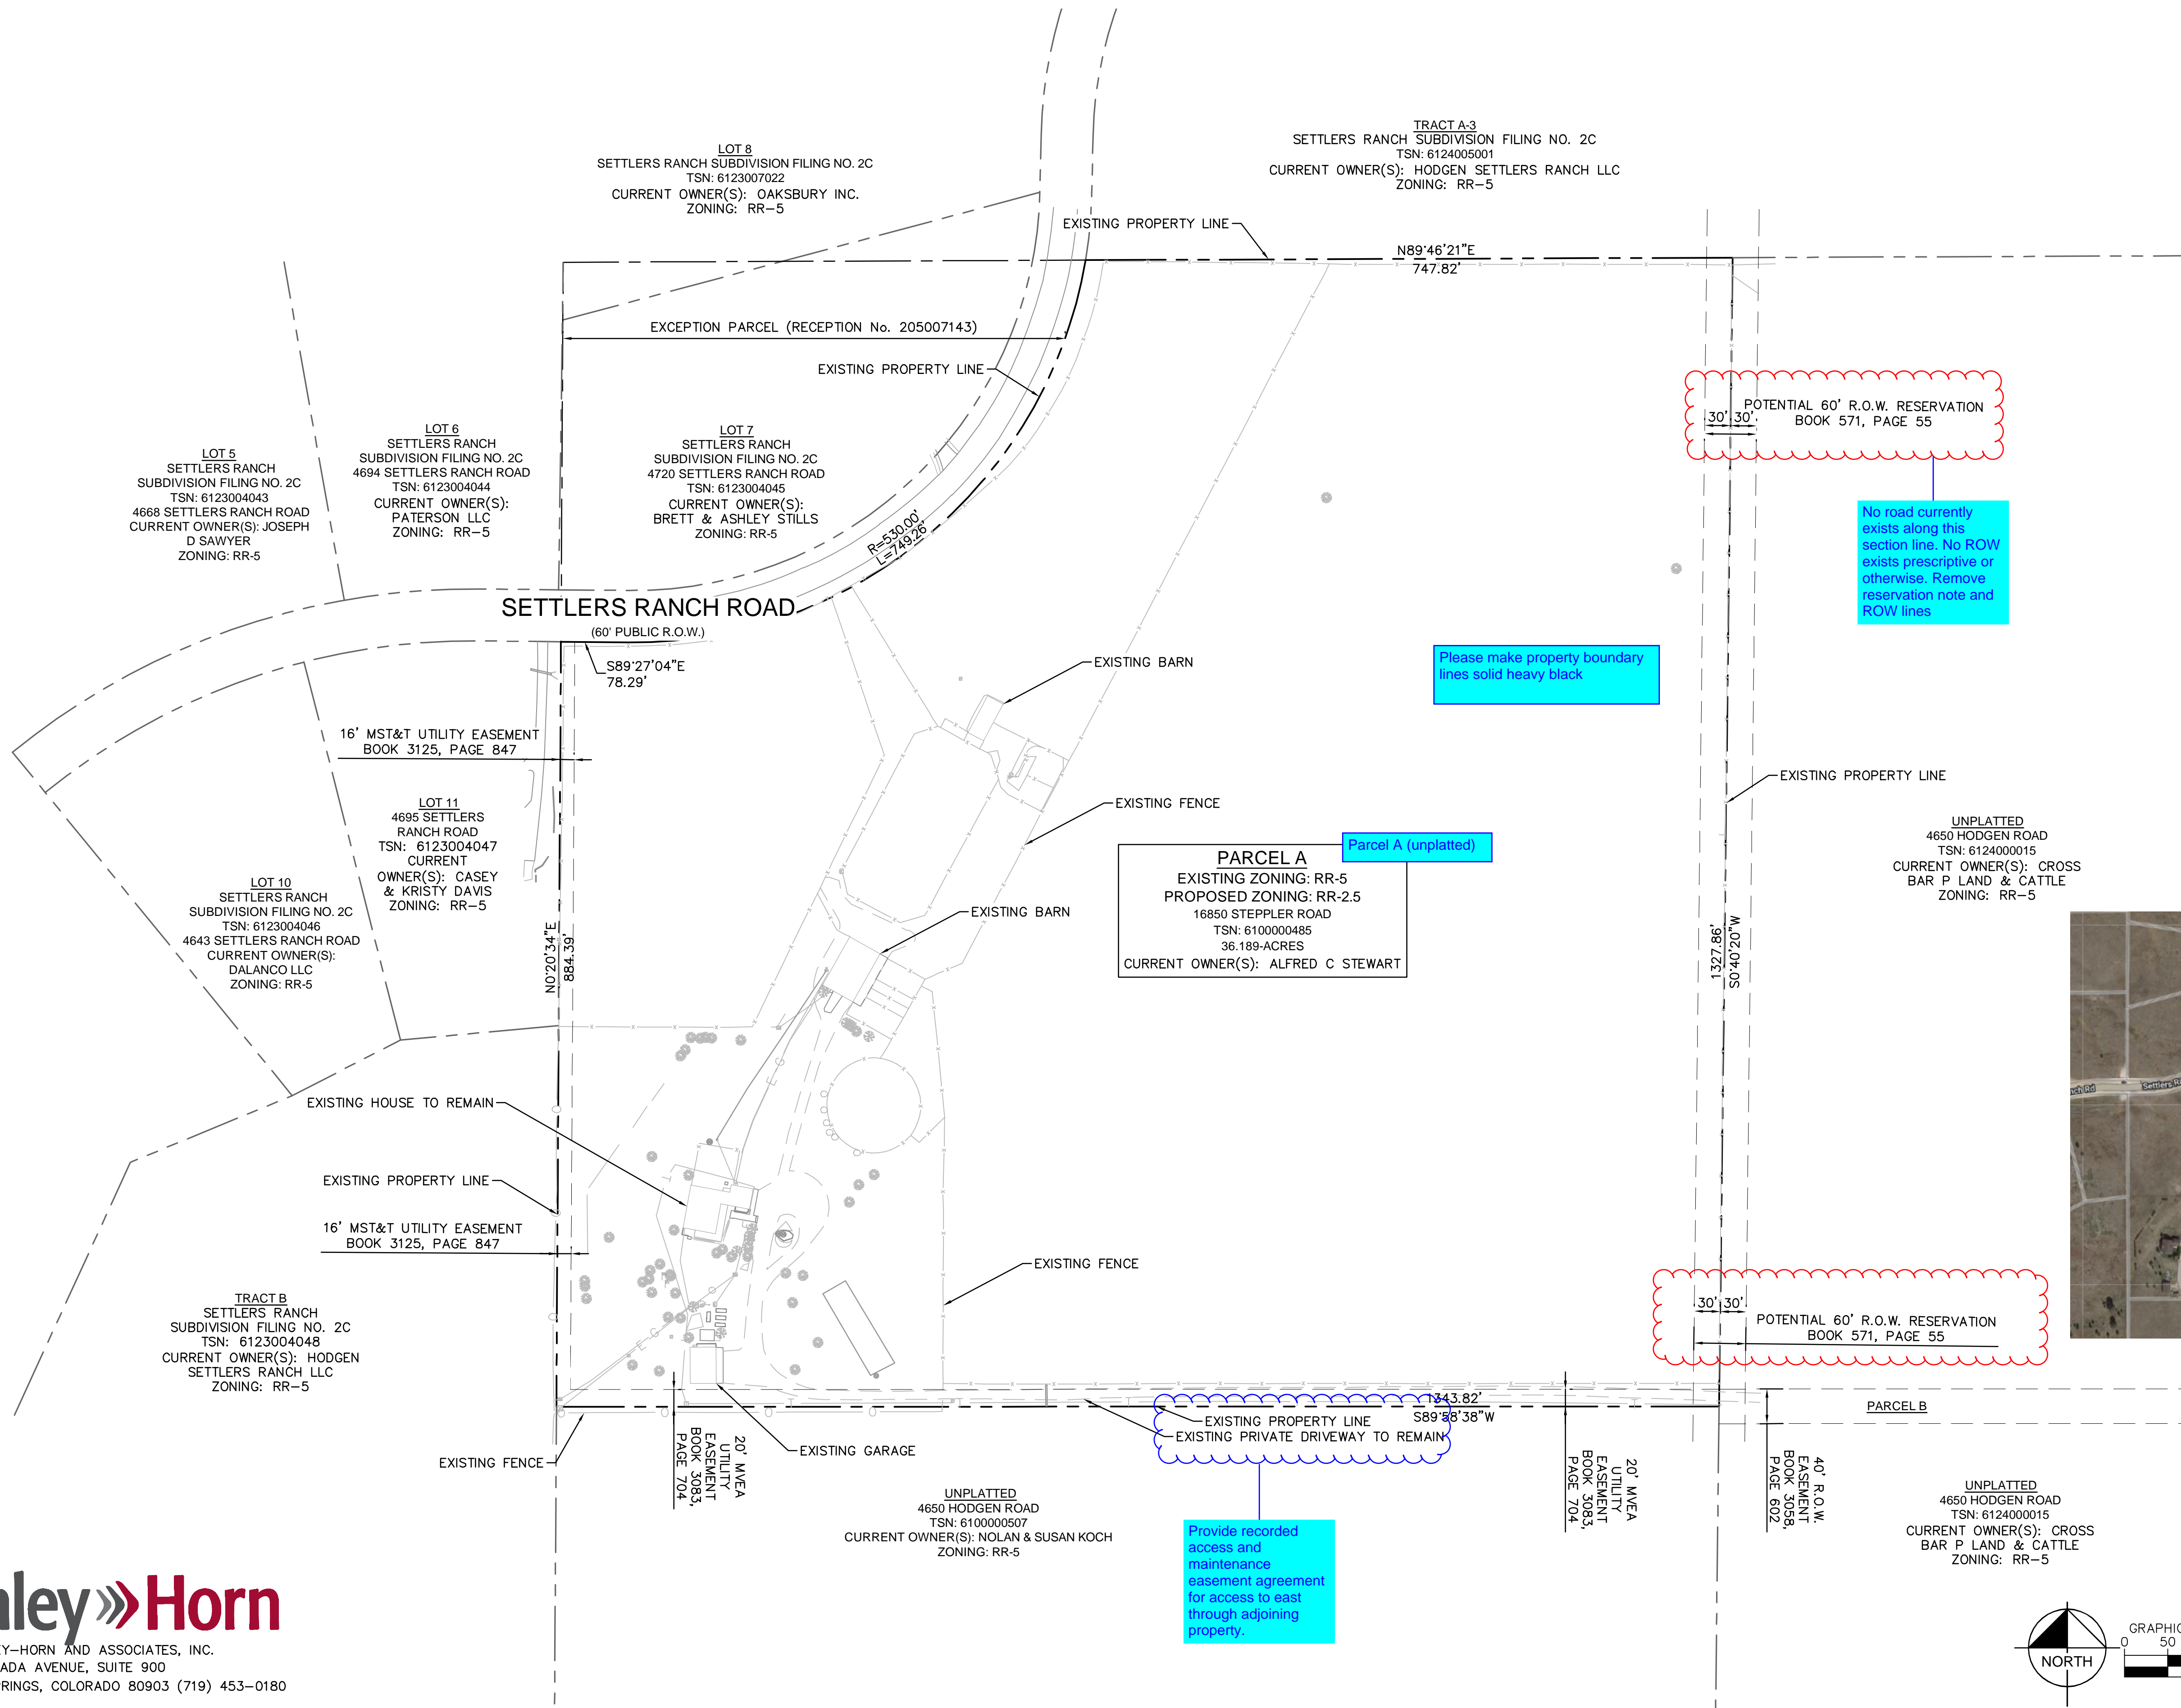 LOT 8
SETTLERS RANCH SUBDIVISION FILING NO. 2C
TSN: 6123007022
CURRENT OWNER(S): OAKSBURY INC.
ZONING: RR-5
TRACT A-3
SETTLERS RANCH SUBDIVISION FILING NO. 2C
TSN: 6124005001
CURRENT OWNER(S): HODGEN SETTLERS RANCH LLC
ZONING: RR-5
EXISTING PROPERTY LINE
N89°46'21"E
747.82'
EXCEPTION PARCEL (RECEPTION No. 205007143)
EXISTING PROPERTY LINE
POTENTIAL 60' R.O.W. RESERVATION
BOOK 571, PAGE 55
30' 30'
No road currently
exists along this
section line. No ROW
exists prescriptive or
otherwise. Remove
reservation note and
ROW lines
LOT 5
SETTLERS RANCH
SUBDIVISION FILING NO. 2C
TSN: 6123004043
4668 SETTLERS RANCH ROAD
CURRENT OWNER(S): JOSEPH
D SAWYER
ZONING: RR-5
LOT 6
SETTLERS RANCH
SUBDIVISION FILING NO. 2C
4694 SETTLERS RANCH ROAD
TSN: 6123004044
CURRENT OWNER(S):
PATERSON LLC
ZONING: RR-5
LOT 7
SETTLERS RANCH
SUBDIVISION FILING NO. 2C
4720 SETTLERS RANCH ROAD
TSN: 6123004045
CURRENT OWNER(S):
BRETT & ASHLEY STILLS
ZONING: RR-5
R=530.00'
L=749.26'
SETTLERS RANCH ROAD
(60' PUBLIC R.O.W.)
S89°27'04"E
78.29'
EXISTING BARN
Please make property boundary
lines solid heavy black
16' MST&T UTILITY EASEMENT
BOOK 3125, PAGE 847
EXISTING PROPERTY LINE
EXISTING FENCE
LOT 11
4695 SETTLERS
RANCH ROAD
TSN: 6123004047
CURRENT
OWNER(S): CASEY
& KRISTY DAVIS
ZONING: RR-5
LOT 10
SETTLERS RANCH
SUBDIVISION FILING NO. 2C
TSN: 6123004046
4643 SETTLERS RANCH ROAD
CURRENT OWNER(S):
DALANCO LLC
ZONING: RR-5
N0°20'34"E
884.39'
EXISTING BARN
Parcel A (unplatted)
PARCEL A
EXISTING ZONING: RR-5
PROPOSED ZONING: RR-2.5
16850 STEPPLER ROAD
TSN: 6100000485
36.189-ACRES
CURRENT OWNER(S): ALFRED C STEWART
1327.86'
S0°40'20"W
UNPLATTED
4650 HODGEN ROAD
TSN: 6124000015
CURRENT OWNER(S): CROSS
BAR P LAND & CATTLE
ZONING: RR-5
nch Rd
Settlers R
EXISTING HOUSE TO REMAIN
EXISTING PROPERTY LINE
16' MST&T UTILITY EASEMENT
BOOK 3125, PAGE 847
EXISTING FENCE
TRACT B
SETTLERS RANCH
SUBDIVISION FILING NO. 2C
TSN: 6123004048
CURRENT OWNER(S): HODGEN
SETTLERS RANCH LLC
ZONING: RR-5
30' 30'
POTENTIAL 60' R.O.W. RESERVATION
BOOK 571, PAGE 55
1343.82'
S89°58'38"W
EXISTING PROPERTY LINE
EXISTING PRIVATE DRIVEWAY TO REMAIN
PARCEL B
EXISTING FENCE
20' MVEA
UTILITY
EASEMENT
BOOK 3083,
PAGE 704
EXISTING GARAGE
20' MVEA
UTILITY
EASEMENT
BOOK 3083,
PAGE 704
40' R.O.W.
EASEMENT
BOOK 3058,
PAGE 602
UNPLATTED
4650 HODGEN ROAD
TSN: 6100000507
CURRENT OWNER(S): NOLAN & SUSAN KOCH
ZONING: RR-5
Provide recorded
access and
maintenance
easement agreement
for access to east
through adjoining
property.
UNPLATTED
4650 HODGEN ROAD
TSN: 6124000015
CURRENT OWNER(S): CROSS
BAR P LAND & CATTLE
ZONING: RR-5
nley Horn
EY-HORN AND ASSOCIATES, INC.
ADA AVENUE, SUITE 900
PRINGS, COLORADO 80903 (719) 453-0180
NORTH
GRAPHIC
0 50